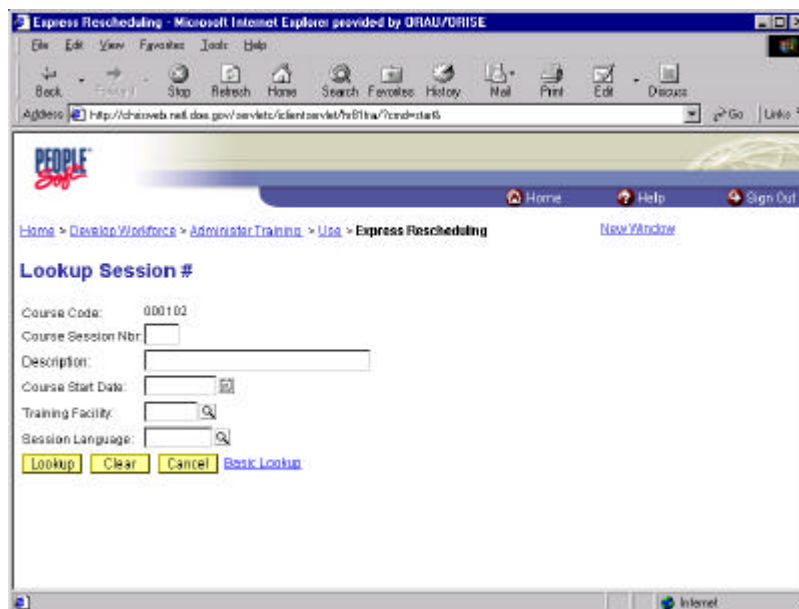 Express Rescheduling - Microsoft Internet Explorer provided by ORAU/ORISE
File Edit View Favorites Tools Help
Back Forward Stop Refresh Home Search Favorites History Mail Print Edit Discuss
Address Go Links
PEOPLE
Soft
Home Help Sign Out
Home > Develop Workforce > Administer Training > Use > Express Rescheduling New Window
Lookup Session #
Course Code: 000102
Course Session Nbr:
Description:
Course Start Date:
Training Facility:
Session Language:
Lookup Clear Cancel Basic Lookup
Internet